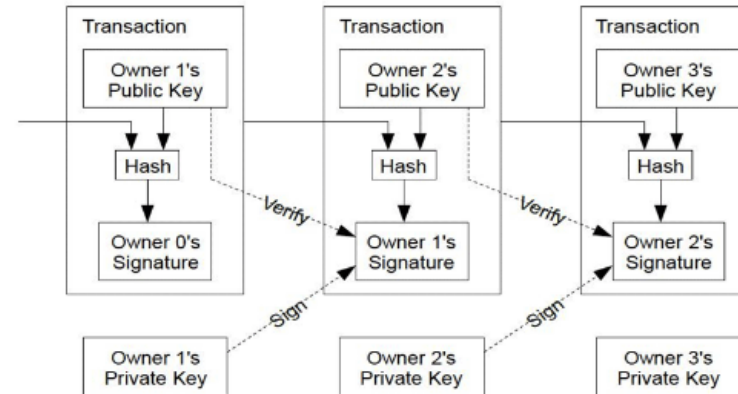 Transaction
Transaction
Transaction
Owner 1's
Public Key
Owner 2's
Public Key
Owner 3's
Public Key
Hash
Hash
Hash
Verify
Verify
Owner 0's
Signature
Owner 1's
Signature
Owner 2's
Signature
Sign
Sign
Owner 1's
Private Key
Owner 2's
Private Key
Owner 3's
Private Key